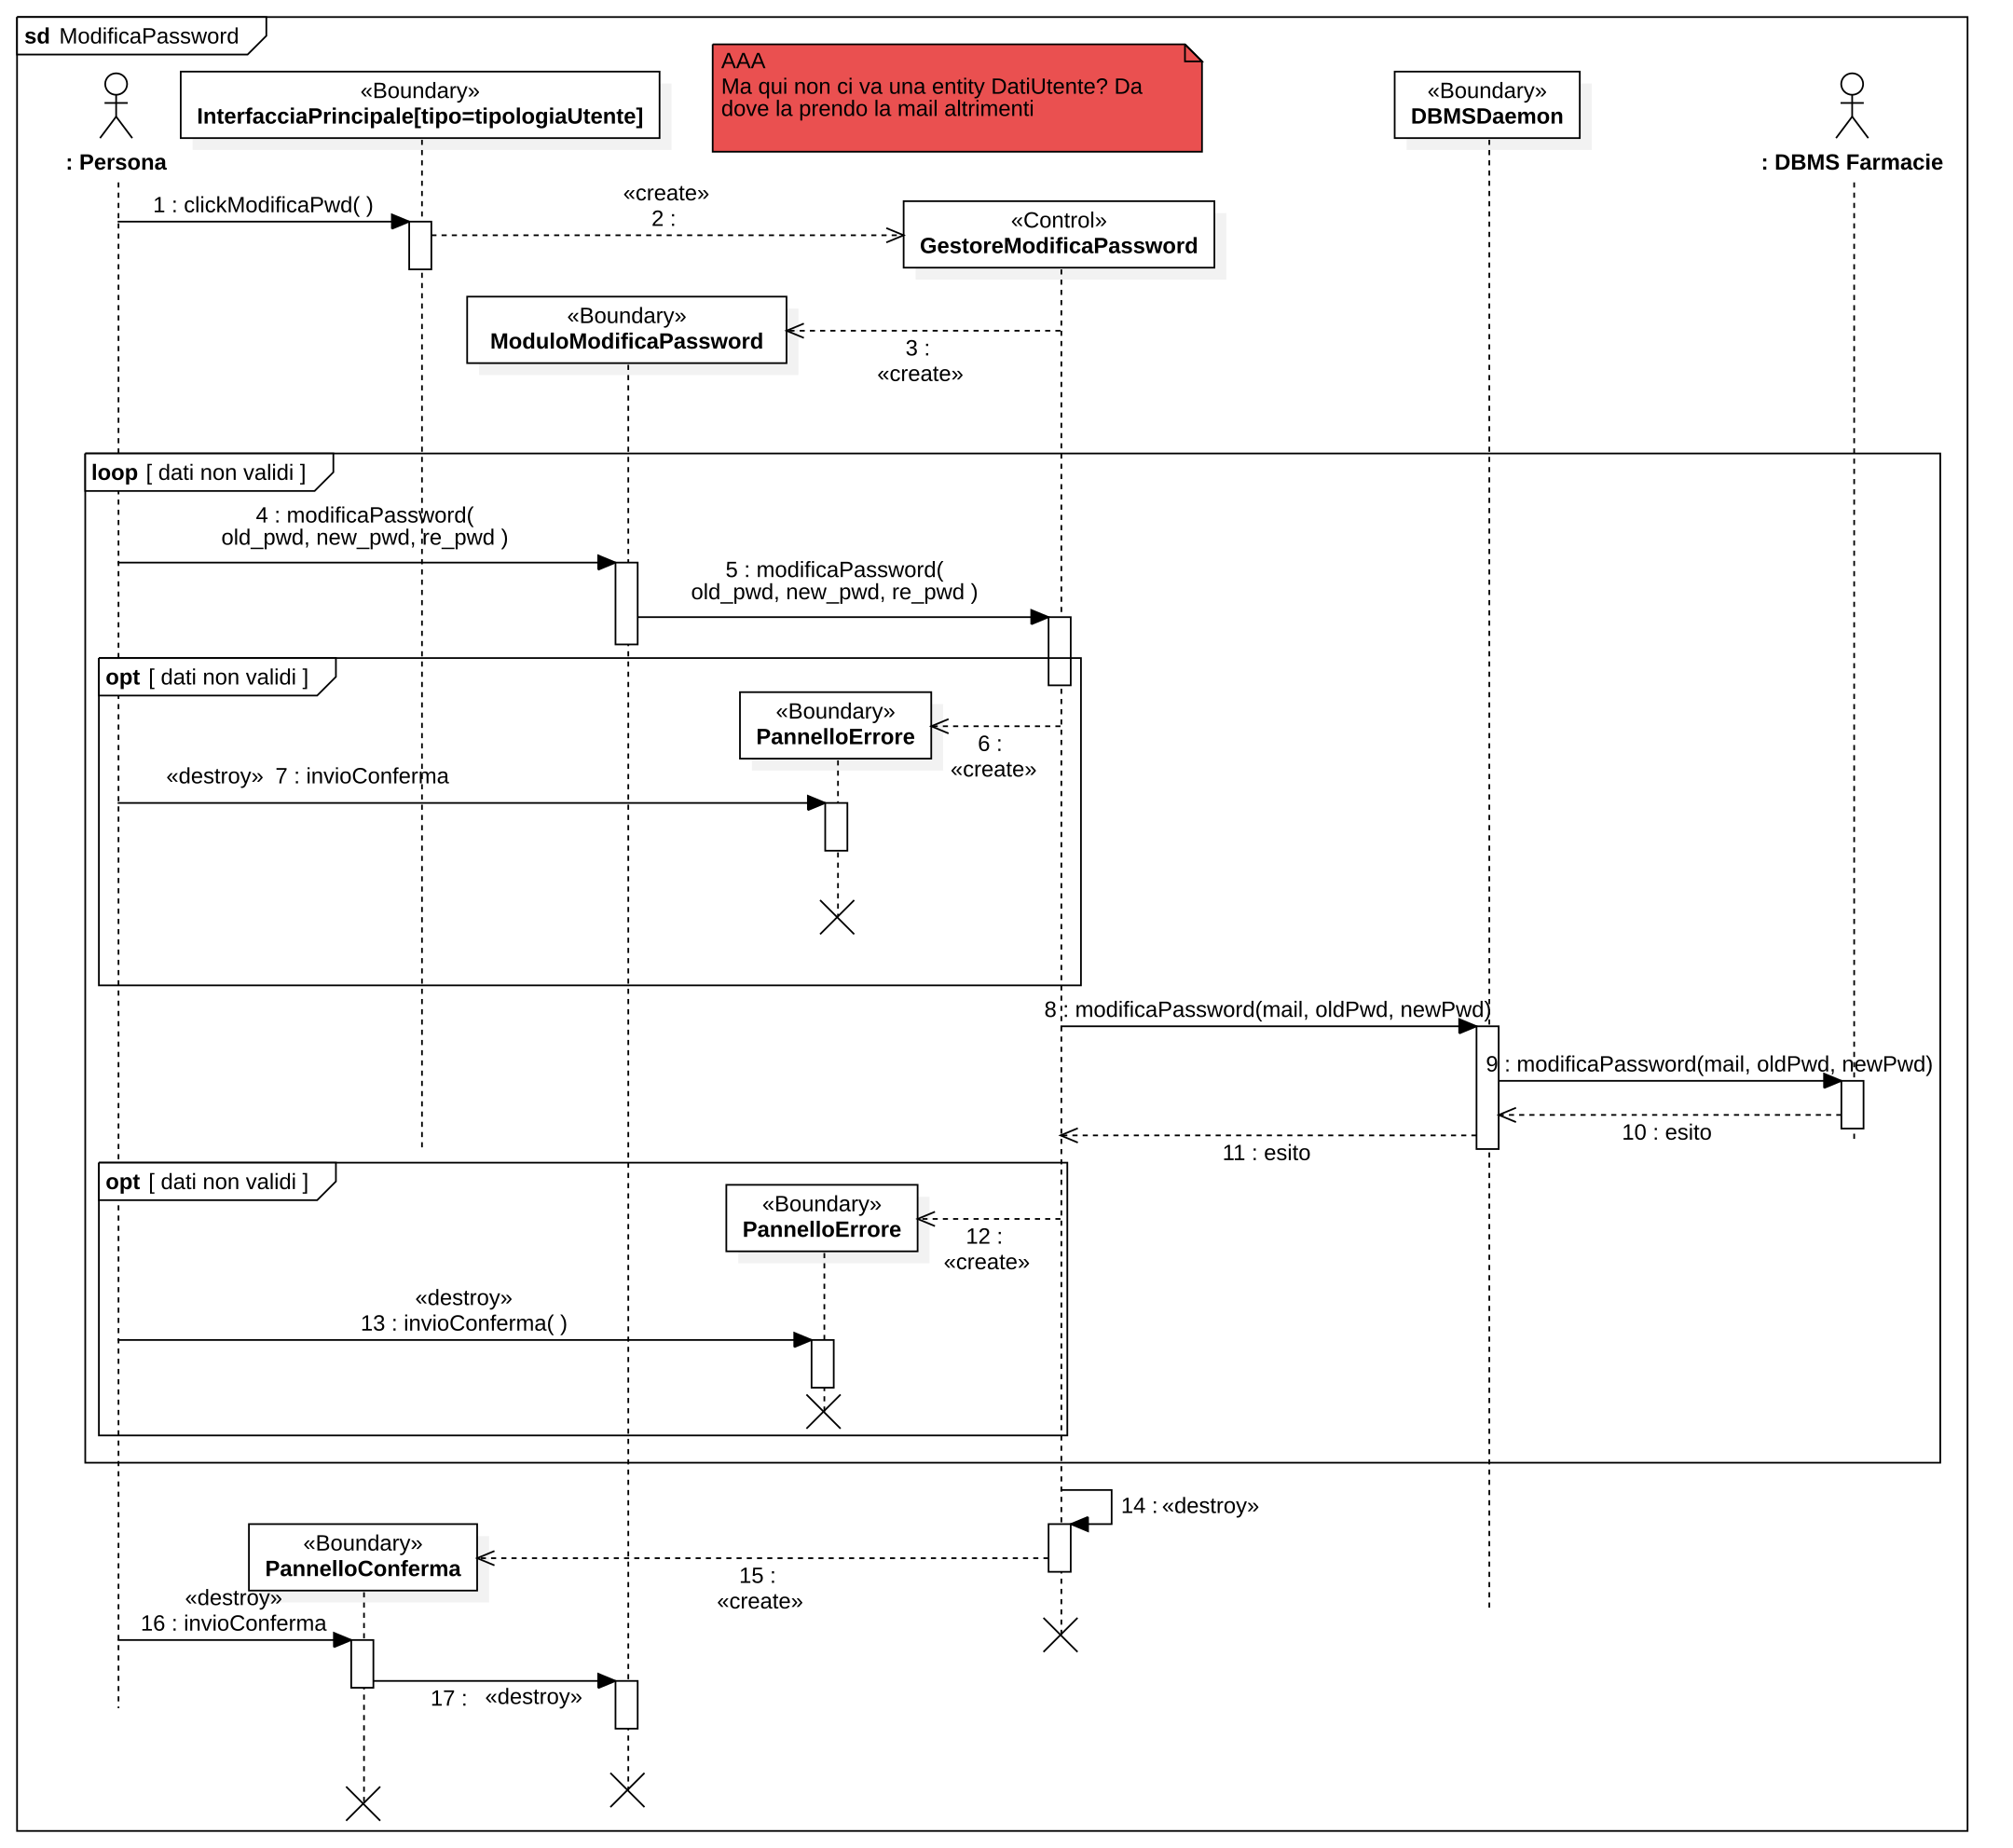 sd ModificaPassword
AAA
Ma qui non ci va una entity DatiUtente? Da
dove la prendo la mail altrimenti
«Boundary»
InterfacciaPrincipale[tipo=tipologiaUtente]
«Boundary»
DBMSDaemon
: Persona
: DBMS Farmacie
1 : clickModificaPwd( )
«create»
2 :
«Control»
GestoreModificaPassword
«Boundary»
ModuloModificaPassword
3 :
«create»
loop [ dati non validi ]
4 : modificaPassword(
old_pwd, new_pwd, re_pwd )
5 : modificaPassword(
old_pwd, new_pwd, re_pwd )
opt [ dati non validi ]
«Boundary»
PannelloErrore
6 :
«create»
«destroy» 7 : invioConferma
8 : modificaPassword(mail, oldPwd, newPwd)
9 : modificaPassword(mail, oldPwd, newPwd)
10 : esito
11 : esito
opt [ dati non validi ]
«Boundary»
PannelloErrore
12 :
«create»
«destroy»
13 : invioConferma( )
14 : «destroy»
«Boundary»
PannelloConferma
15 :
«create»
«destroy»
16 : invioConferma
17 : «destroy»